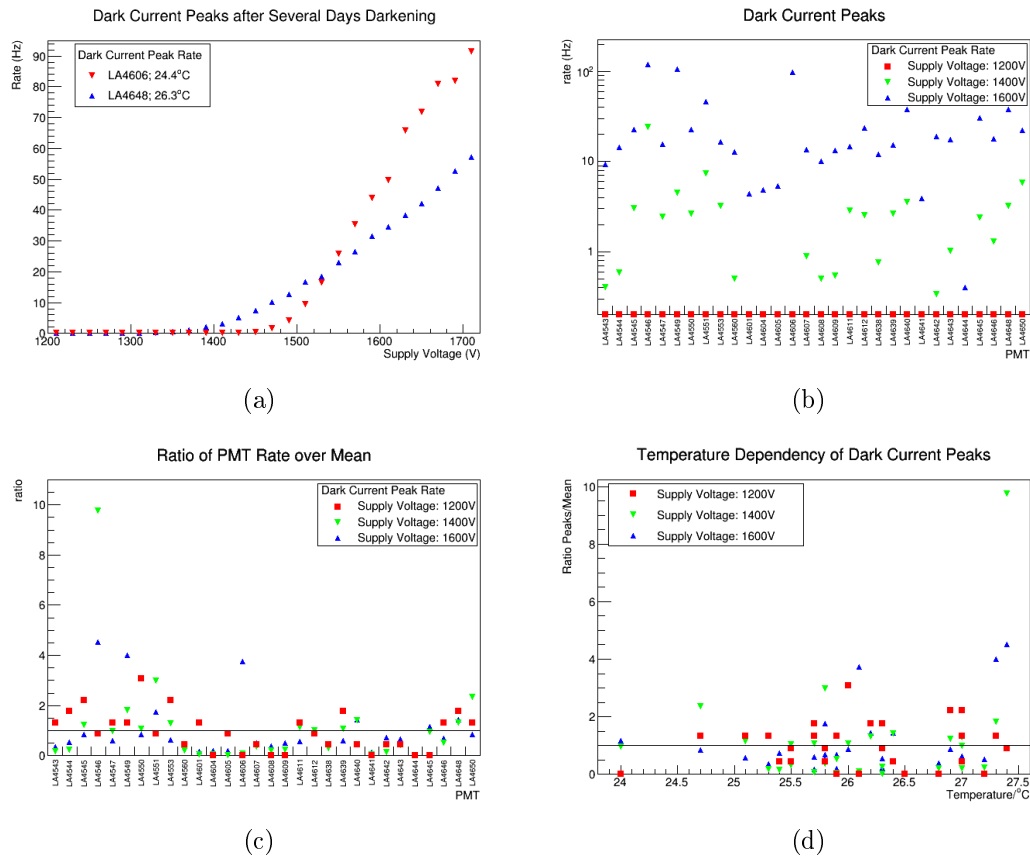 Dark Current Peaks after Several Days Darkening
Rate (Hz)
Dark Current Peak Rate
LA4606; 24.4°C
LA4648; 26.3°C
90
80
70
60
50
40
30
20
10
0
1200 1300 1400 1500 1600 1700
Supply Voltage (V)
(a)
Dark Current Peaks
rate (Hz)
Dark Current Peak Rate
Supply Voltage: 1200V
Supply Voltage: 1400V
Supply Voltage: 1600V
10²
10
1
LA4543 LA4544 LA4545 LA4546 LA4547 LA4549 LA4550 LA4551 LA4553 LA4560 LA4601 LA4604 LA4605 LA4606 LA4607 LA4608 LA4609 LA4611 LA4612 LA4638 LA4639 LA4640 LA4641 LA4642 LA4643 LA4644 LA4645 LA4646 LA4648 LA4650
PMT
(b)
Ratio of PMT Rate over Mean
ratio
Dark Current Peak Rate
Supply Voltage: 1200V
Supply Voltage: 1400V
Supply Voltage: 1600V
10
8
6
4
2
0
LA4543 LA4544 LA4545 LA4546 LA4547 LA4549 LA4550 LA4551 LA4553 LA4560 LA4601 LA4604 LA4605 LA4606 LA4607 LA4608 LA4609 LA4611 LA4612 LA4638 LA4639 LA4640 LA4641 LA4642 LA4643 LA4644 LA4645 LA4646 LA4648 LA4650
PMT
(c)
Temperature Dependency of Dark Current Peaks
Ratio Peaks/Mean
Supply Voltage: 1200V
Supply Voltage: 1400V
Supply Voltage: 1600V
10
8
6
4
2
0
24 24.5 25 25.5 26 26.5 27 27.5
Temperature/°C
(d)